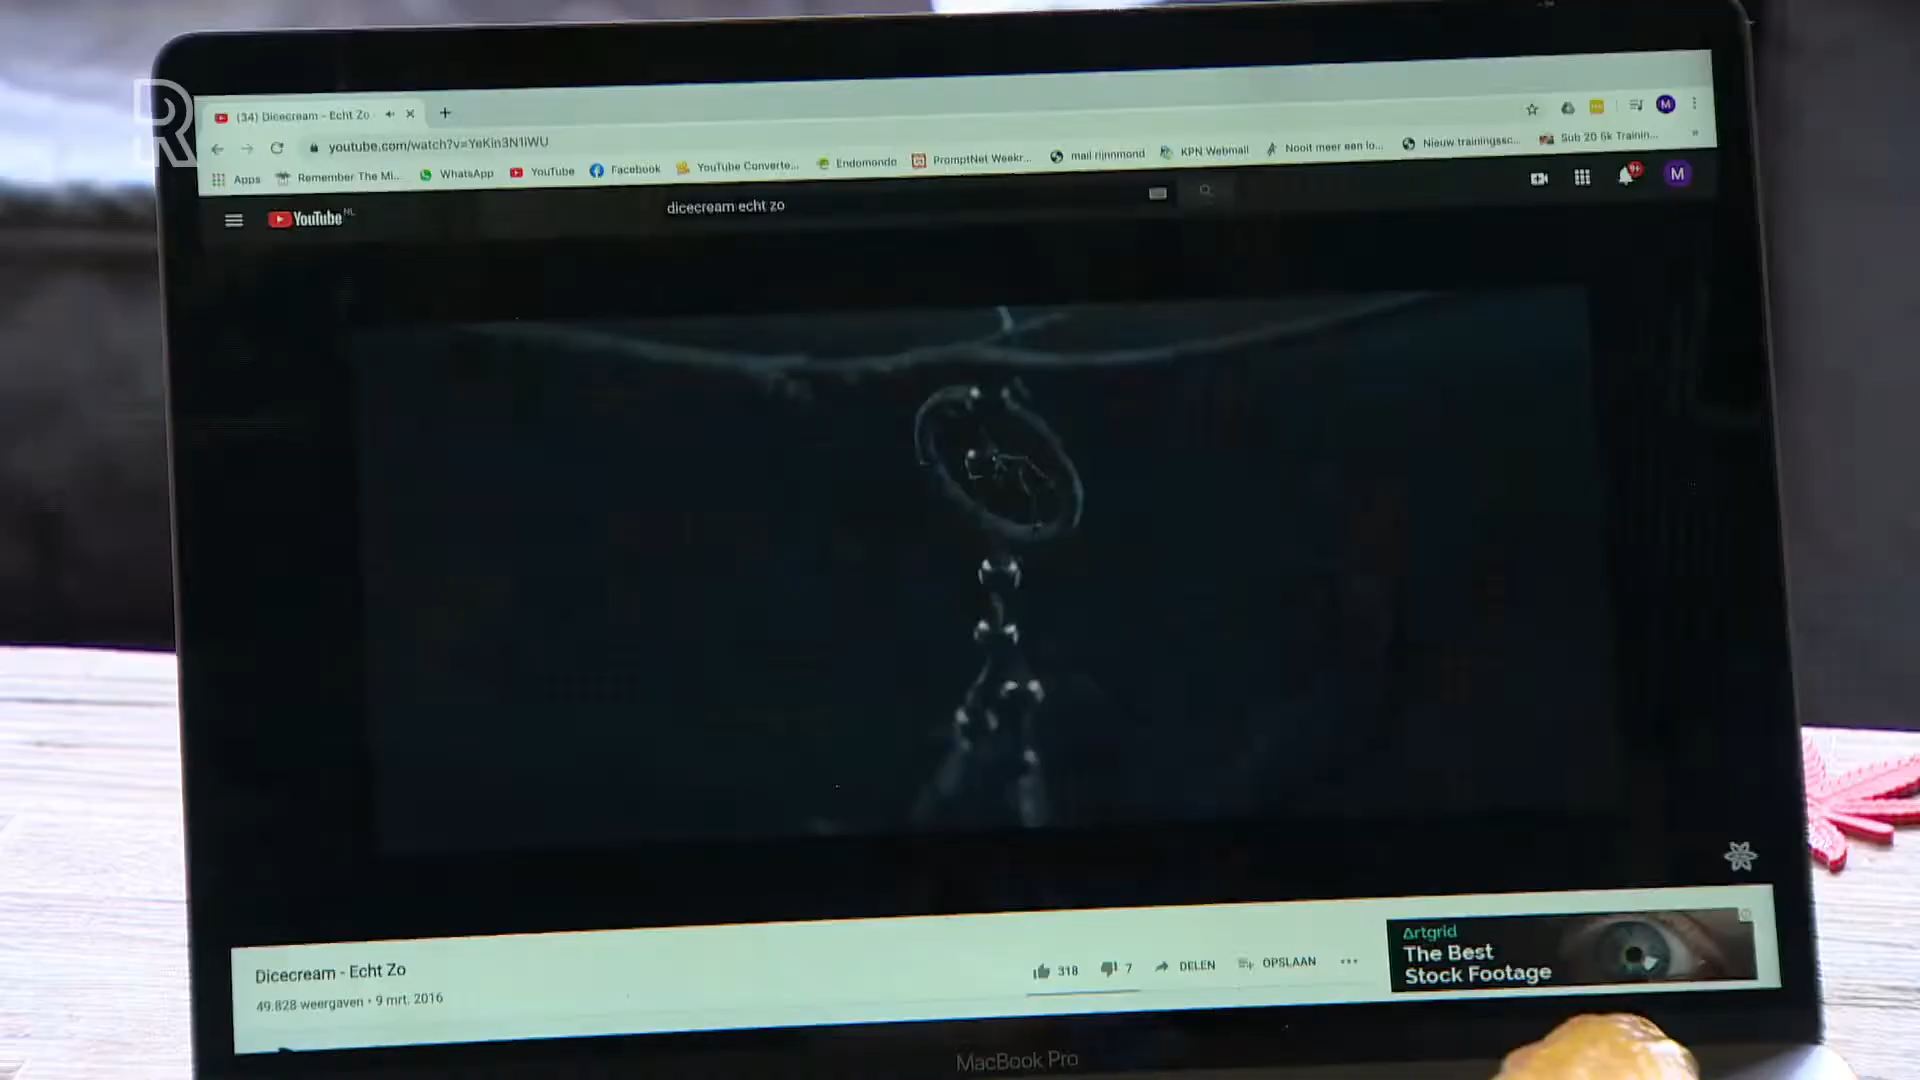 R
(34) Dicecream - Echt Zo
youtube.com/watch?v=YeKin3N1IWU
Apps
Remember The Mi...
WhatsApp
YouTube
Facebook
YouTube Converte...
Endomondo
PromptNet Weekr...
mail rijnmond
KPN Webmail
Nooit meer een lo...
Nieuw trainingssc...
Sub 20 5k Trainin...
M
YouTube NL
dicecream echt zo
9+
M
Dicecream - Echt Zo
49.828 weergaven • 9 mrt. 2016
318
7
DELEN
OPSLAAN
Artgrid
The Best
Stock Footage
MacBook Pro